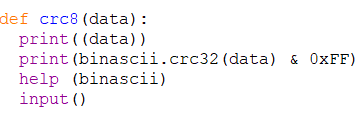 def crc8(data):
  print((data))
  print(binascii.crc32(data) & 0xFF)
  help (binascii)
  input()